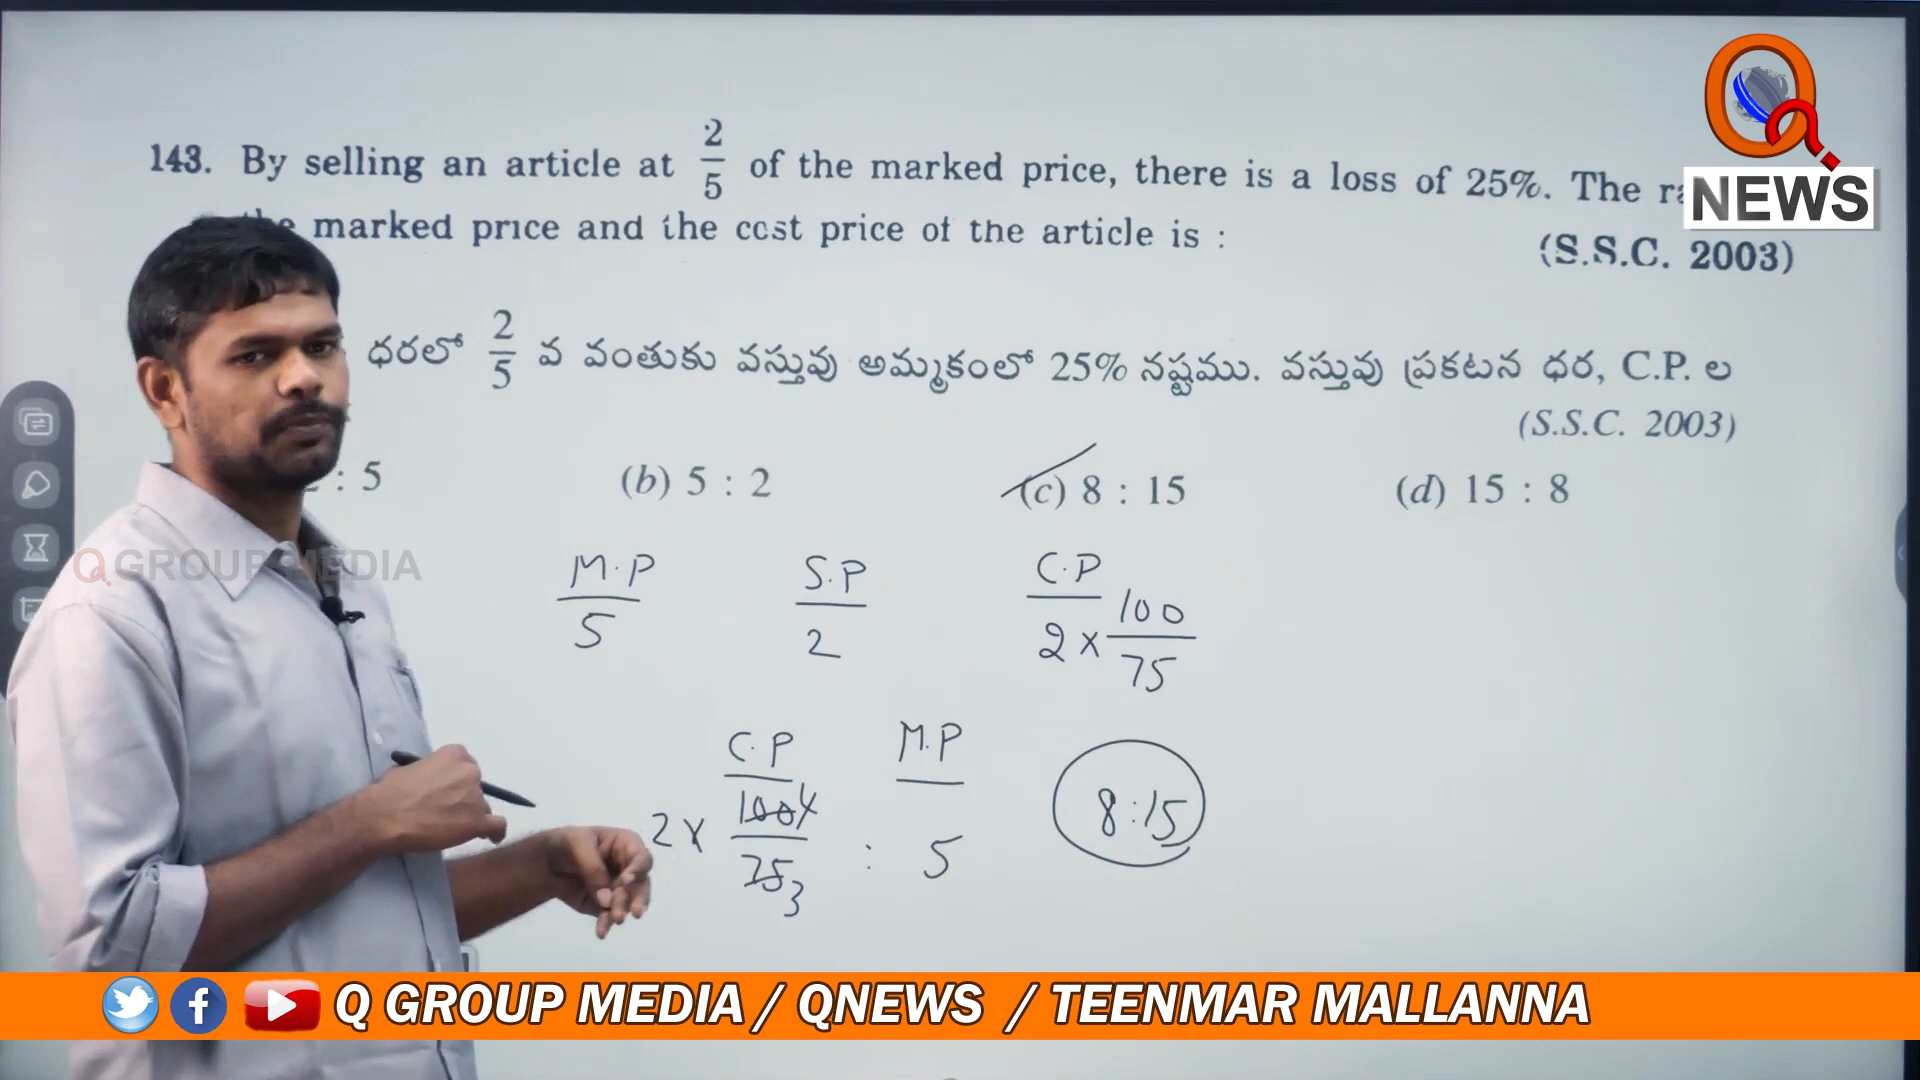 143. By selling an article at 2/5 of the marked price, there is a loss of 25%. The
the marked price and the cost price of the article is :
(S.S.C. 2003)
ధరలో 2/5 వ వంతుకు వస్తువు అమ్మకంలో 25% నష్టము. వస్తువు ప్రకటన ధర, C.P. ల
(S.S.C. 2003)
: 5 (b) 5 : 2 (c) 8 : 15 (d) 15 : 8
M.P S.P C.P
5 2 2 × 100/75
C.P M.P
2 × 100 4 / 75 3 : 5
8:15
Q
NEWS
Q GROUP MEDIA
Q GROUP MEDIA / QNEWS / TEENMAR MALLANNA